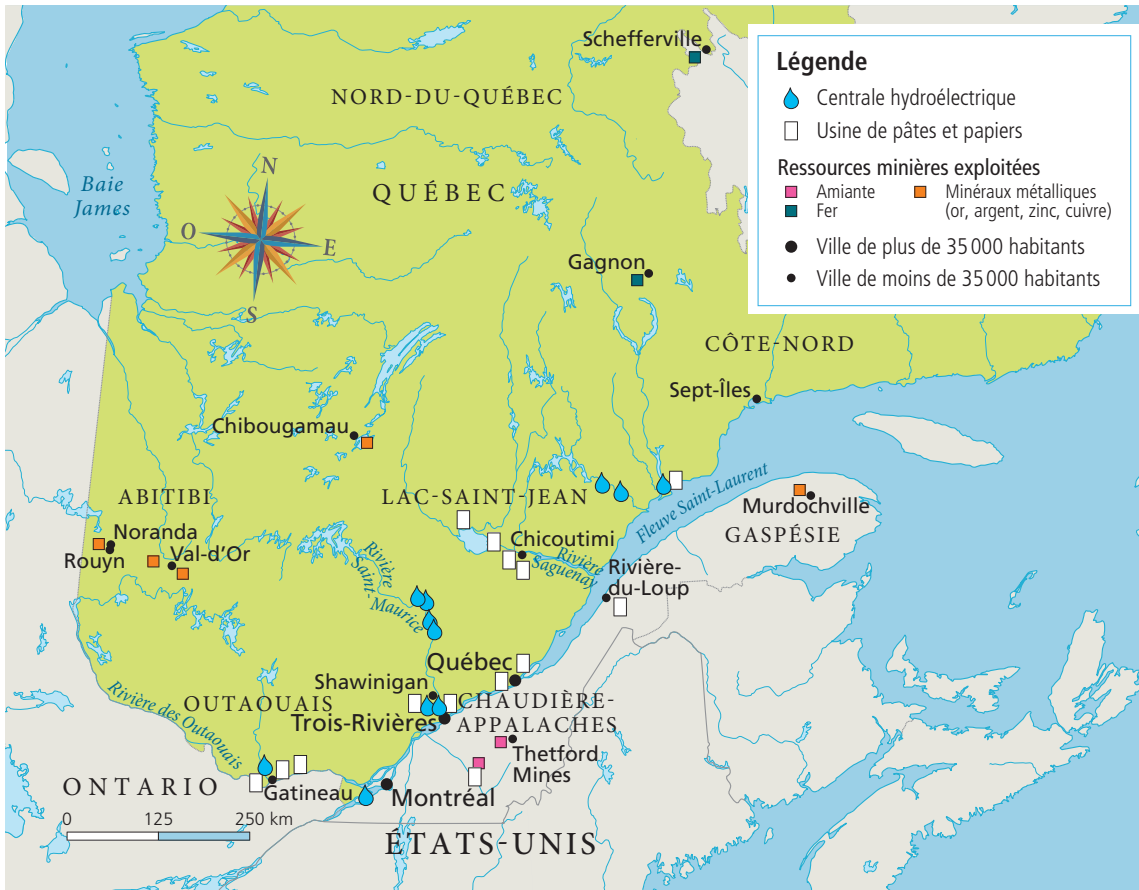 Schefferville
NORD-DU-QUÉBEC
Légende
Centrale hydroélectrique
Usine de pâtes et papiers
Ressources minières exploitées
Amiante
Fer
Minéraux métalliques
(or, argent, zinc, cuivre)
Ville de plus de 35 000 habitants
Ville de moins de 35 000 habitants
Baie
James
N
O
E
S
QUÉBEC
Gagnon
CÔTE-NORD
Sept-Îles
Chibougamau
ABITIBI
LAC-SAINT-JEAN
Fleuve Saint-Laurent
Murdochville
GASPÉSIE
Noranda
Rouyn
Val-d'Or
Chicoutimi
Rivière
Saguenay
Rivière
Saint-
Maurice
Rivière-
du-Loup
Québec
Shawinigan
OUTAOUAIS
Trois-Rivières
CHAUDIÈRE-
APPALACHES
Rivière des Outaouais
Thetford
Mines
ONTARIO
Gatineau
Montréal
0 125 250 km
ÉTATS-UNIS